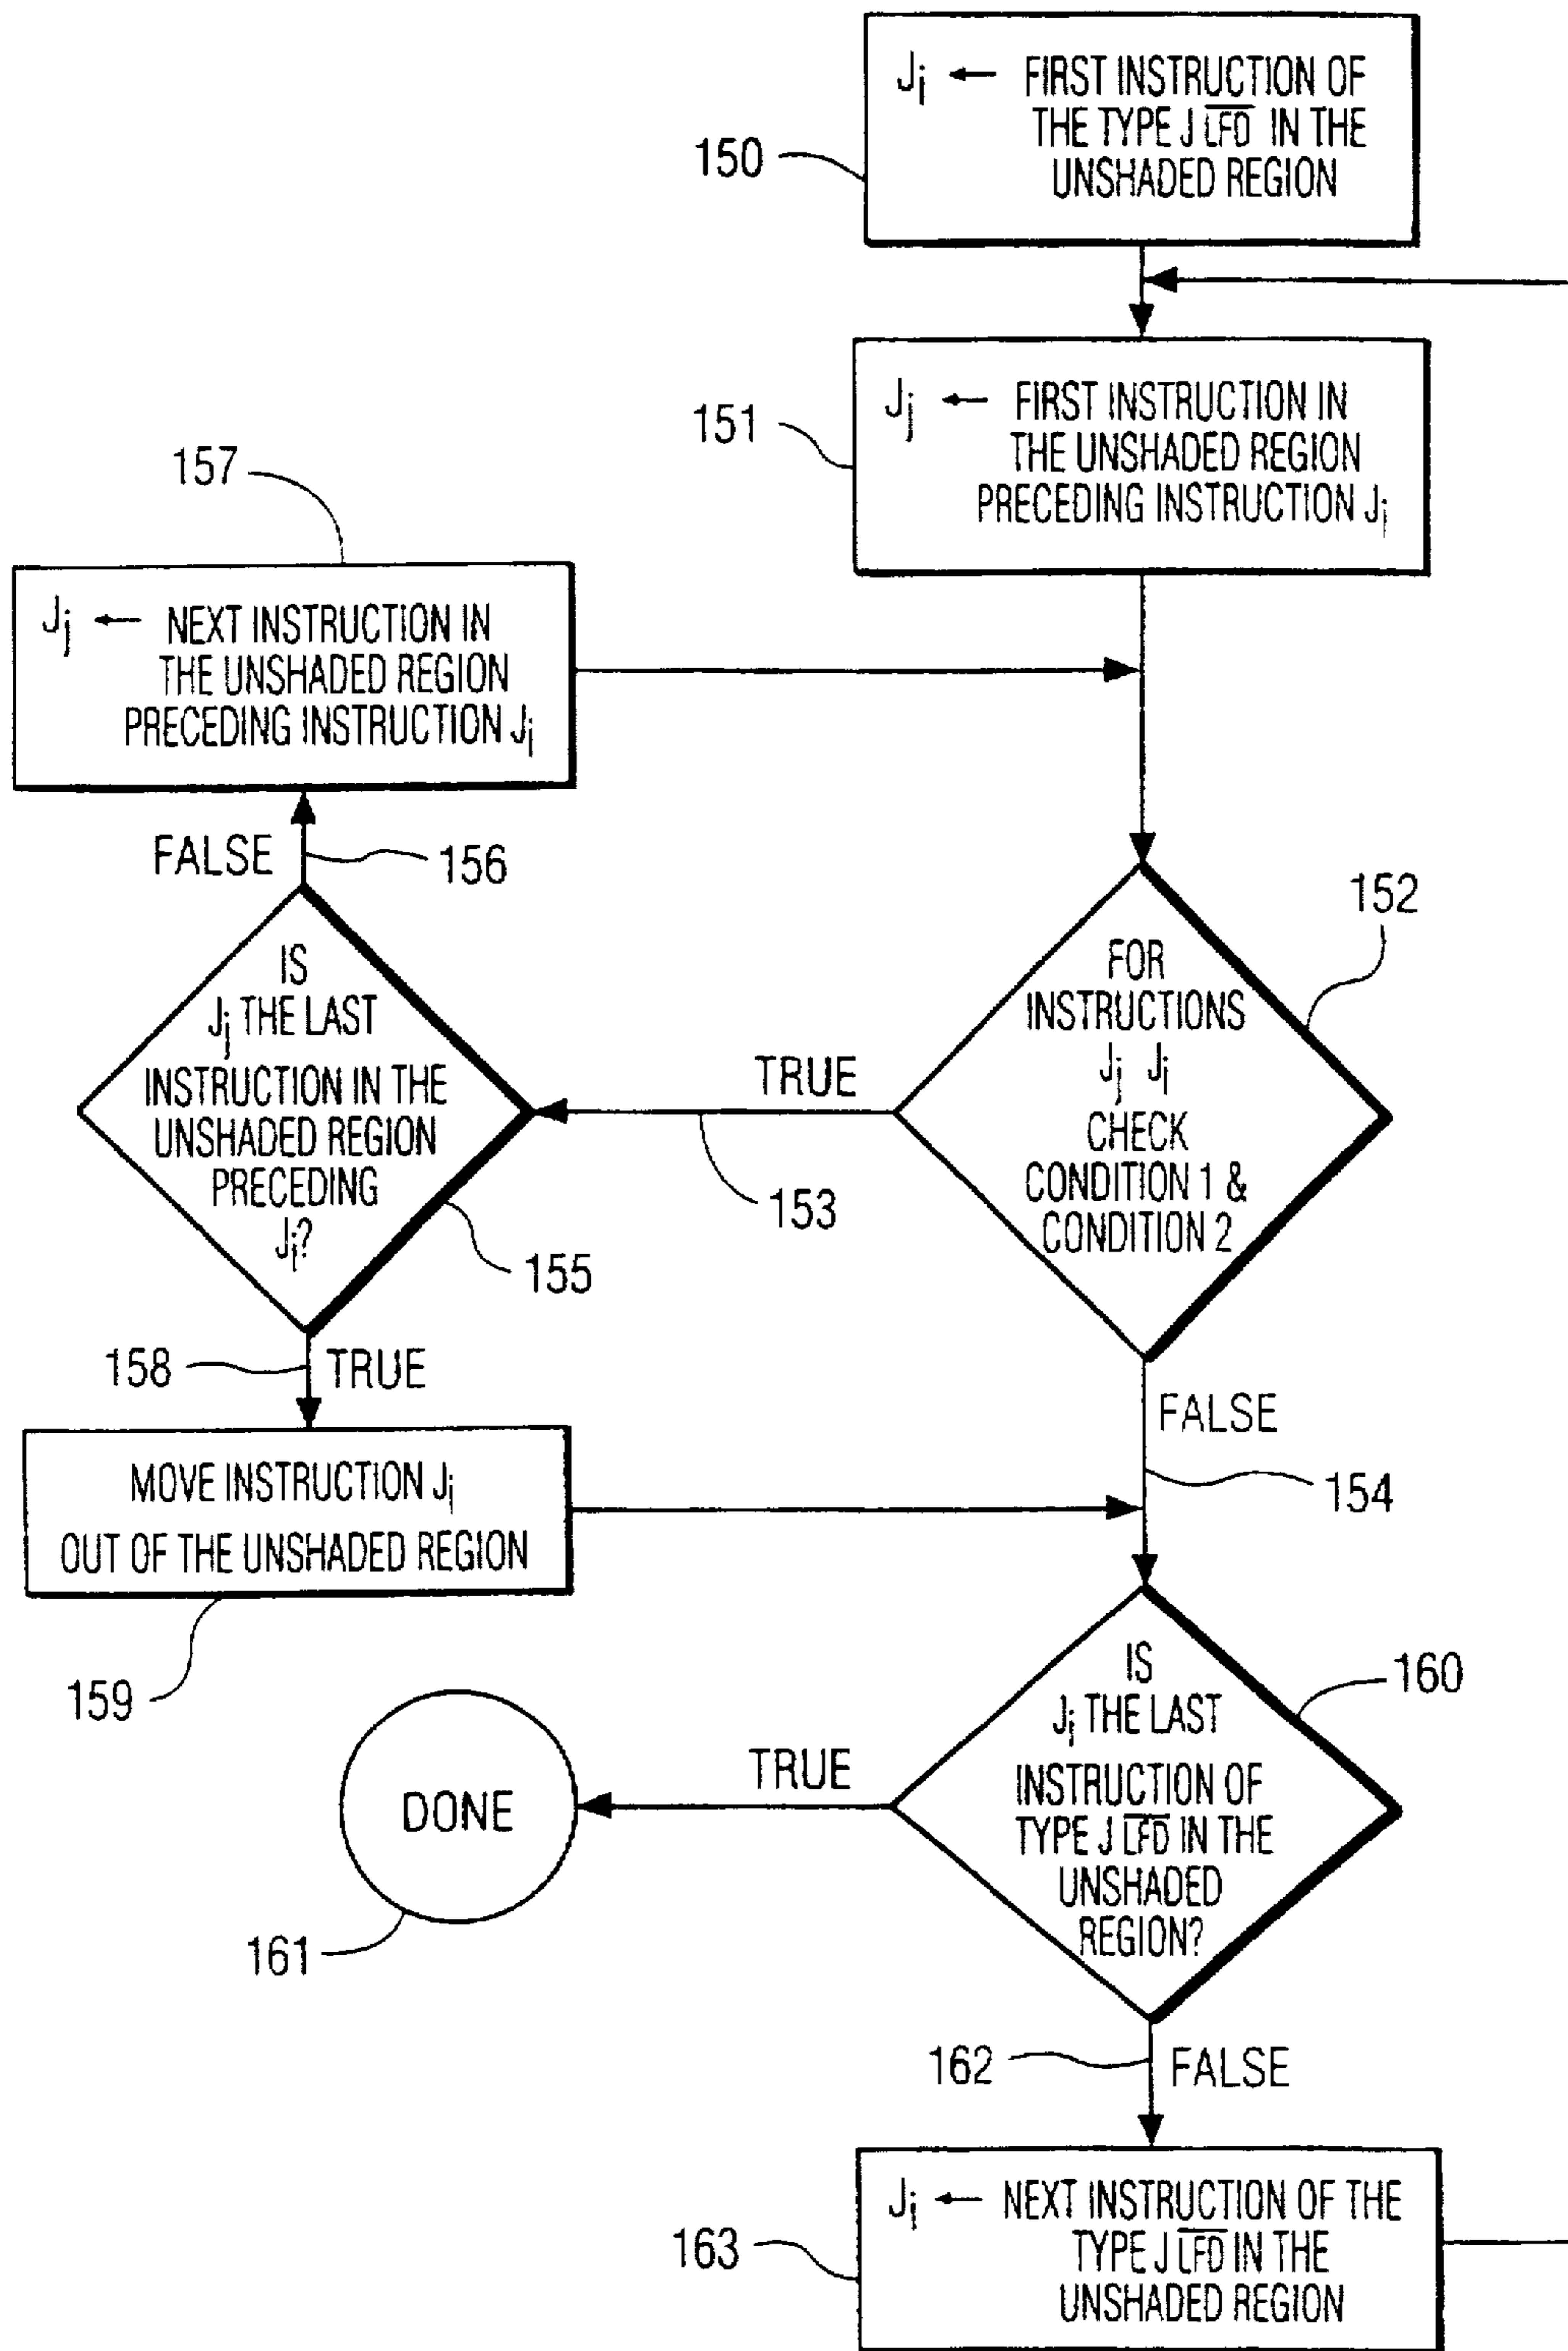 Jᵢ ← FIRST INSTRUCTION OF
THE TYPE J L̅F̅D̅ IN THE
UNSHADED REGION
150
Jⱼ ← FIRST INSTRUCTION IN
THE UNSHADED REGION
PRECEDING INSTRUCTION Jᵢ
151
157
Jⱼ ← NEXT INSTRUCTION IN
THE UNSHADED REGION
PRECEDING INSTRUCTION Jᵢ
FALSE
156
152
FOR
INSTRUCTIONS
Jⱼ Jᵢ
CHECK
CONDITION 1 &
CONDITION 2
IS
Jⱼ THE LAST
INSTRUCTION IN THE
UNSHADED REGION
PRECEDING
Jᵢ?
TRUE
153
155
158
TRUE
FALSE
154
MOVE INSTRUCTION Jᵢ
OUT OF THE UNSHADED REGION
159
IS
Jᵢ THE LAST
INSTRUCTION OF
TYPE J L̅F̅D̅ IN THE
UNSHADED
REGION?
160
TRUE
DONE
161
162
FALSE
Jᵢ ← NEXT INSTRUCTION OF THE
TYPE J L̅F̅D̅ IN THE
UNSHADED REGION
163